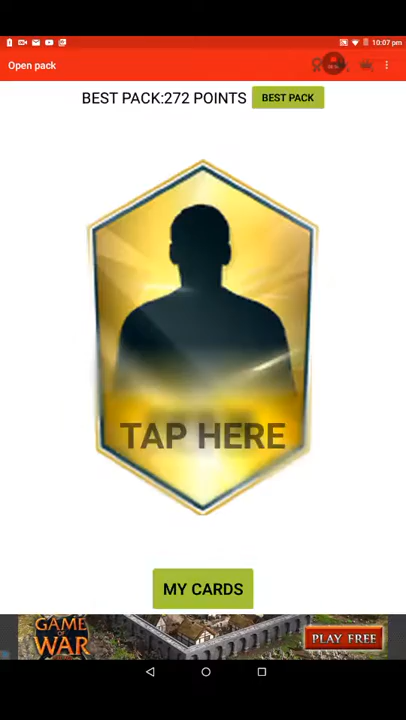 10:07 pm
Open pack
BEST PACK:272 POINTS
BEST PACK
TAP HERE
MY CARDS
GAME
OF
WAR
PLAY FREE